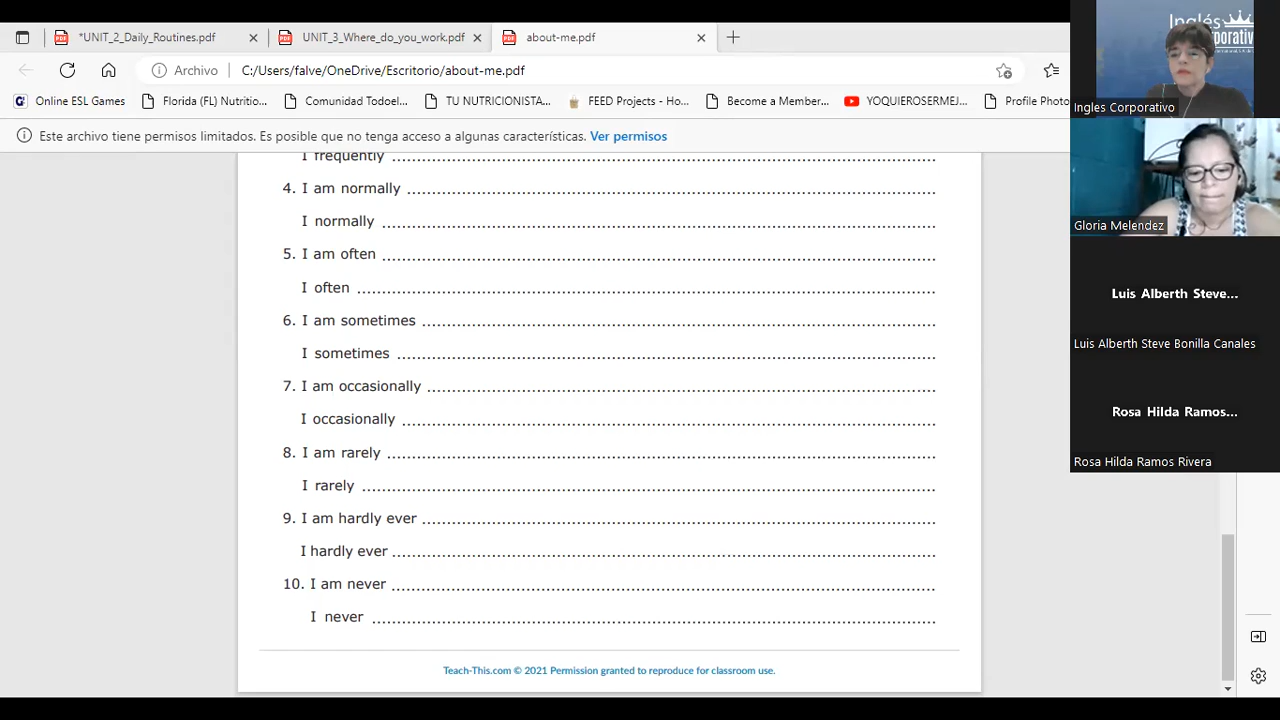 *UNIT_2_Daily_Routines.pdf
UNIT_3_Where_do_you_work.pdf
about-me.pdf
Archivo
C:/Users/falve/OneDrive/Escritorio/about-me.pdf
Online ESL Games
Florida (FL) Nutritio...
Comunidad Todoel...
TU NUTRICIONISTA...
FEED Projects - Ho...
Become a Member...
YOQUIEROSERMEJ...
Profile Photo
Este archivo tiene permisos limitados. Es posible que no tenga acceso a algunas características. Ver permisos
I frequently
4. I am normally
I normally
5. I am often
I often
6. I am sometimes
I sometimes
7. I am occasionally
I occasionally
8. I am rarely
I rarely
9. I am hardly ever
I hardly ever
10. I am never
I never
Teach-This.com © 2021 Permission granted to reproduce for classroom use.
Inglés
Ingles Corporativo
Gloria Melendez
Luis Alberth Steve...
Luis Alberth Steve Bonilla Canales
Rosa Hilda Ramos...
Rosa Hilda Ramos Rivera